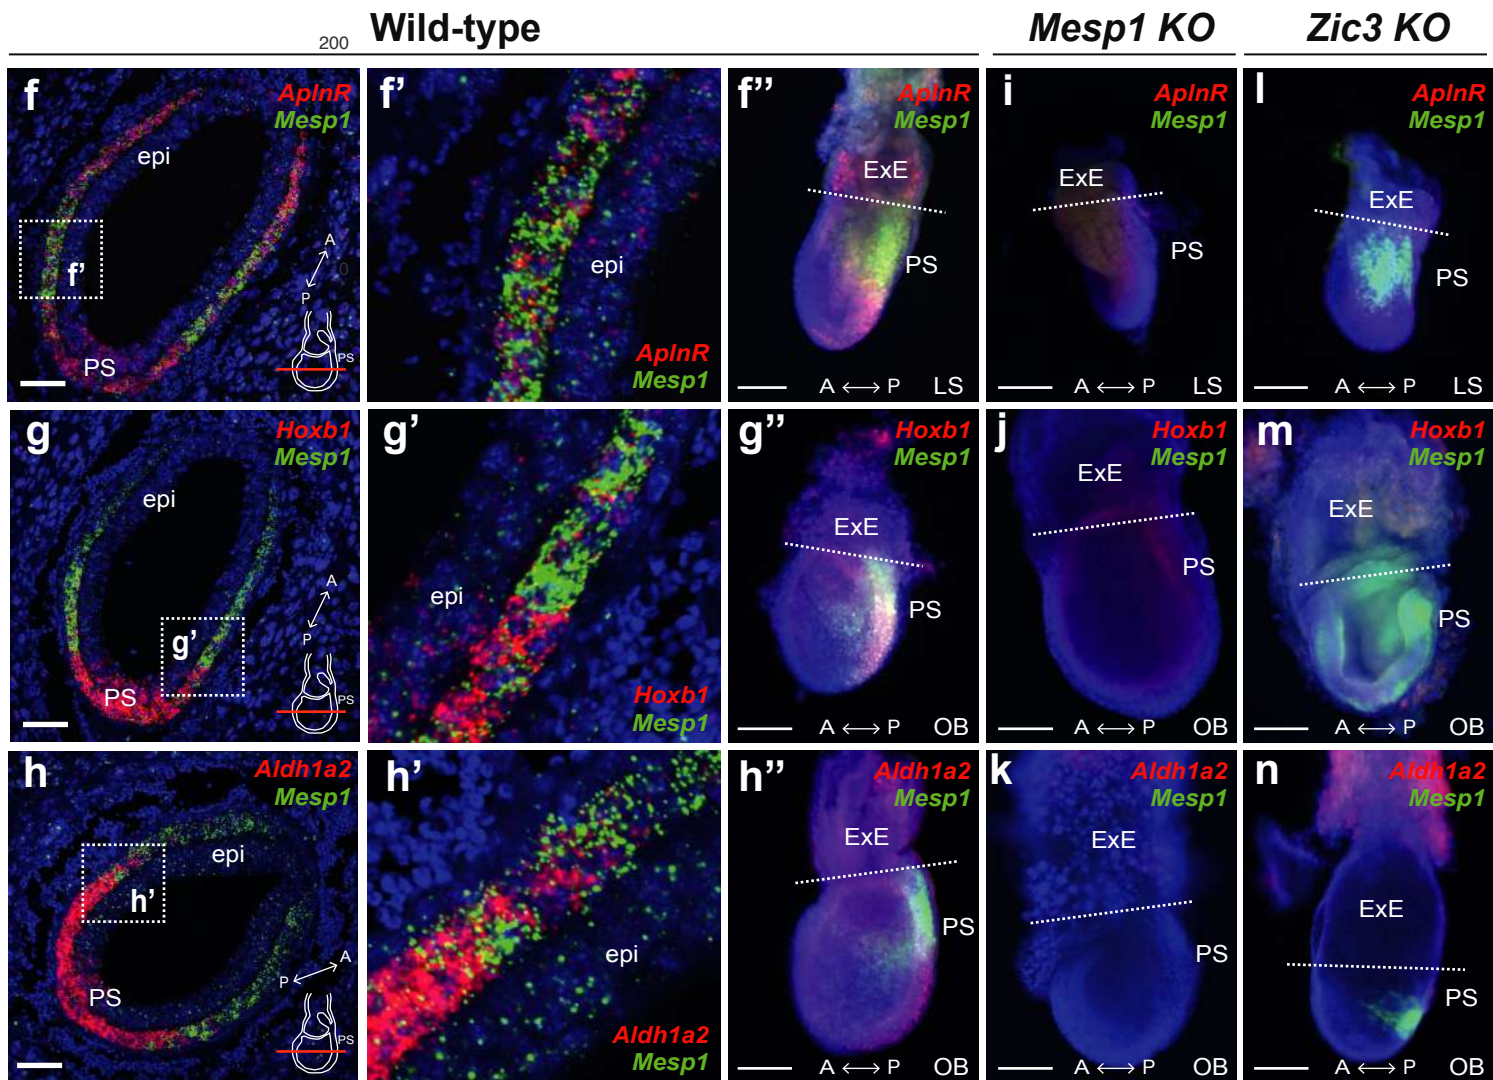 Wild-type
Mesp1 KO
Zic3 KO
200
f
AplnR
Mesp1
epi
f’
A
0
P
PS
PS
f’
epi
AplnR
Mesp1
f’’
AplnR
Mesp1
ExE
PS
A ⟷ P LS
i
AplnR
Mesp1
ExE
PS
A ⟷ P LS
l
AplnR
Mesp1
ExE
PS
A ⟷ P LS
g
Hoxb1
Mesp1
epi
A
P
g’
PS
PS
g’
epi
Hoxb1
Mesp1
g’’
Hoxb1
Mesp1
ExE
PS
A ⟷ P OB
j
Hoxb1
Mesp1
ExE
PS
A ⟷ P OB
m
Hoxb1
Mesp1
ExE
PS
A ⟷ P OB
h
Aldh1a2
Mesp1
epi
h’
A
P
PS
PS
h’
epi
Aldh1a2
Mesp1
h’’
Aldh1a2
Mesp1
ExE
PS
A ⟷ P OB
k
Aldh1a2
Mesp1
ExE
PS
A ⟷ P OB
n
Aldh1a2
Mesp1
ExE
PS
A ⟷ P OB